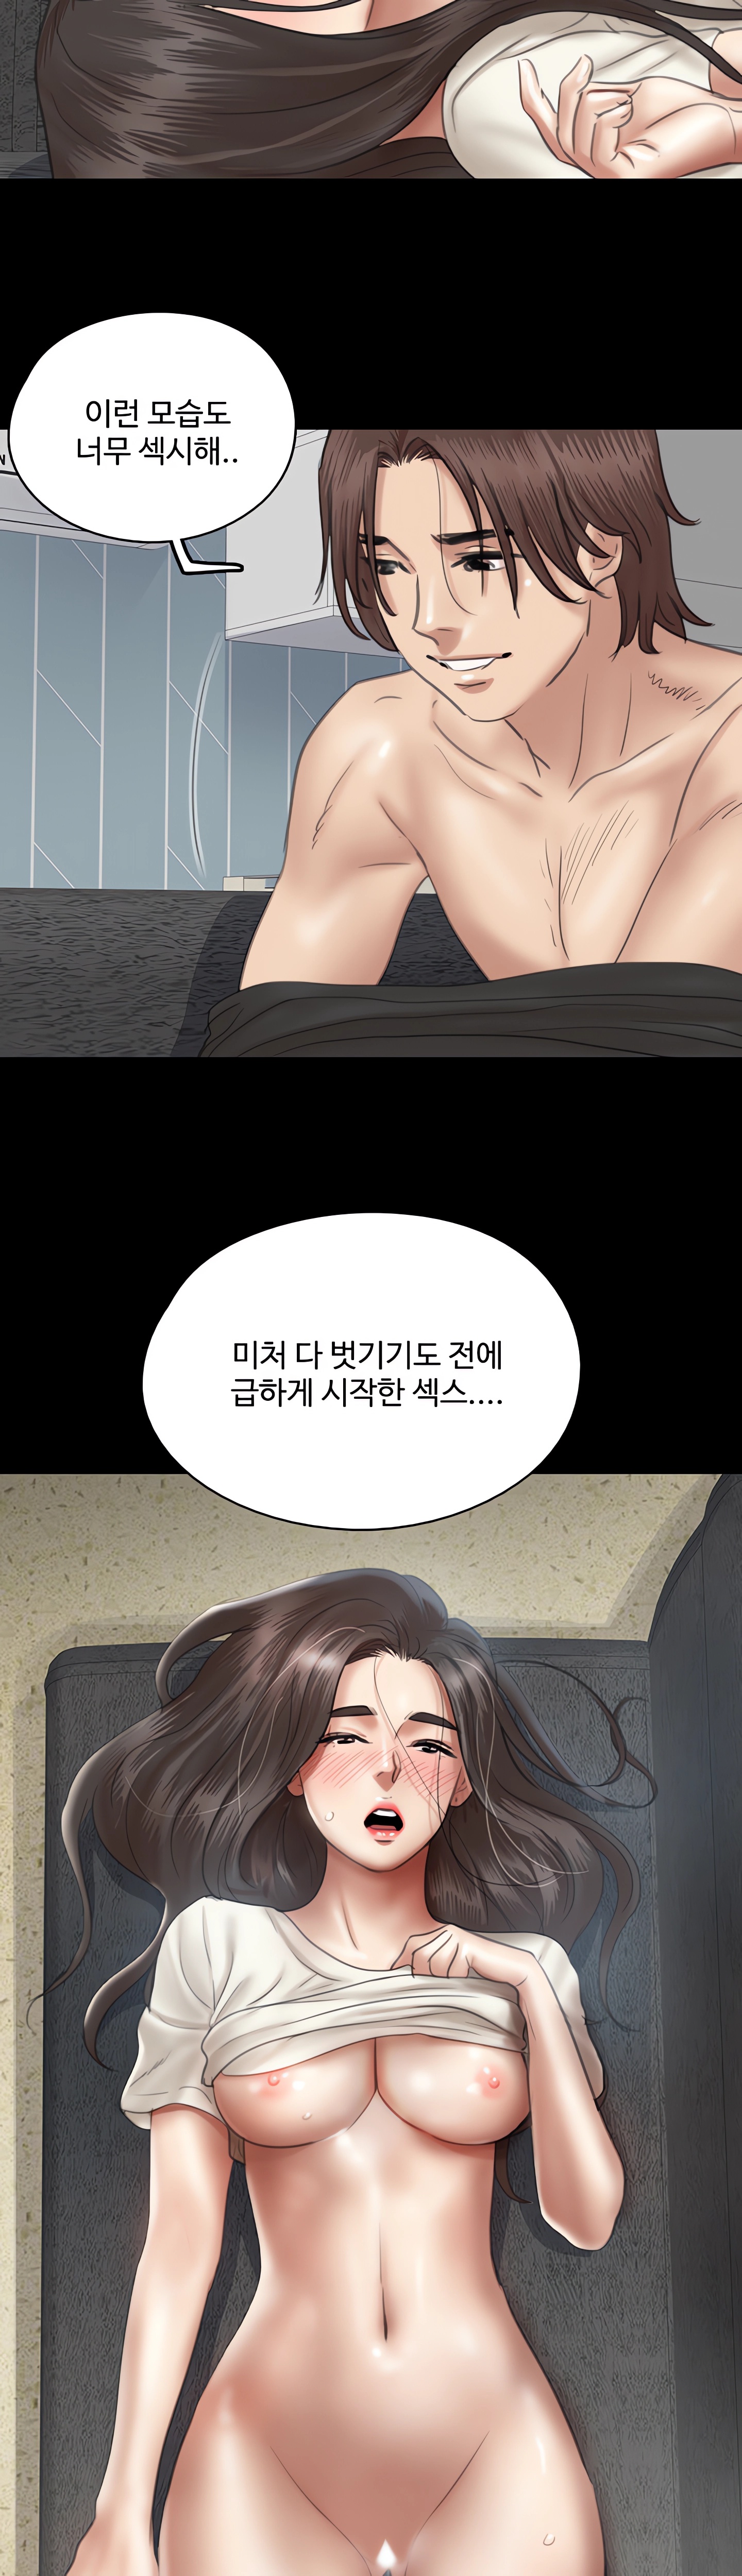 이런 모습도
너무 섹시해..
미처 다 벗기기도 전에
급하게 시작한 섹스....